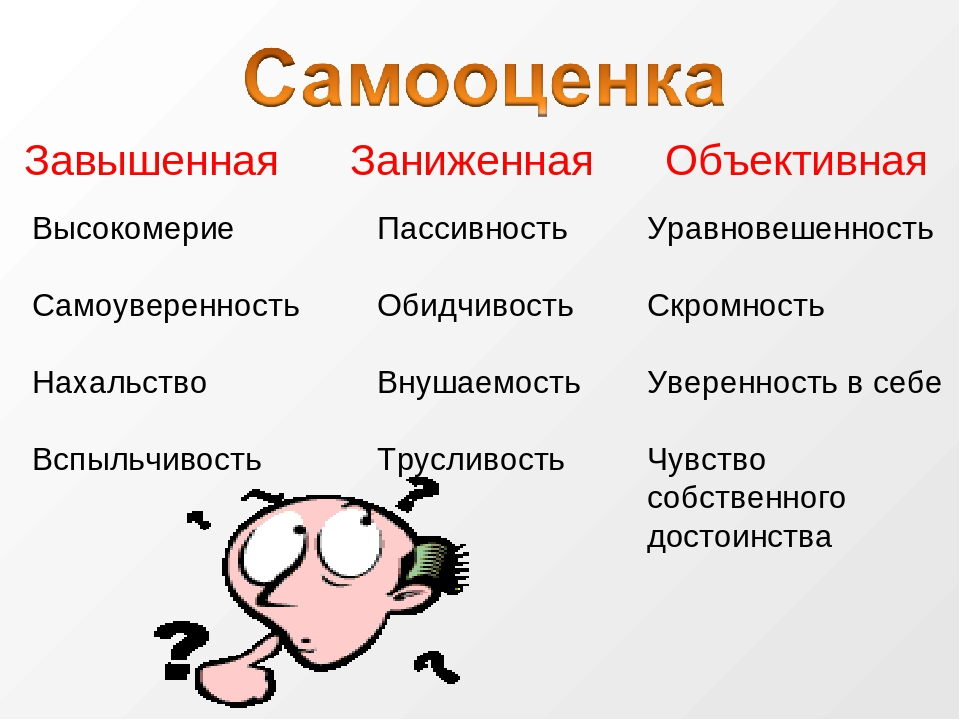 Самооценка
Завышенная Заниженная Объективная
Высокомерие Пассивность Уравновешенность
Самоуверенность Обидчивость Скромность
Нахальство Внушаемость Уверенность в себе
Вспыльчивость Трусливость Чувство
собственного
достоинства
?
?
?